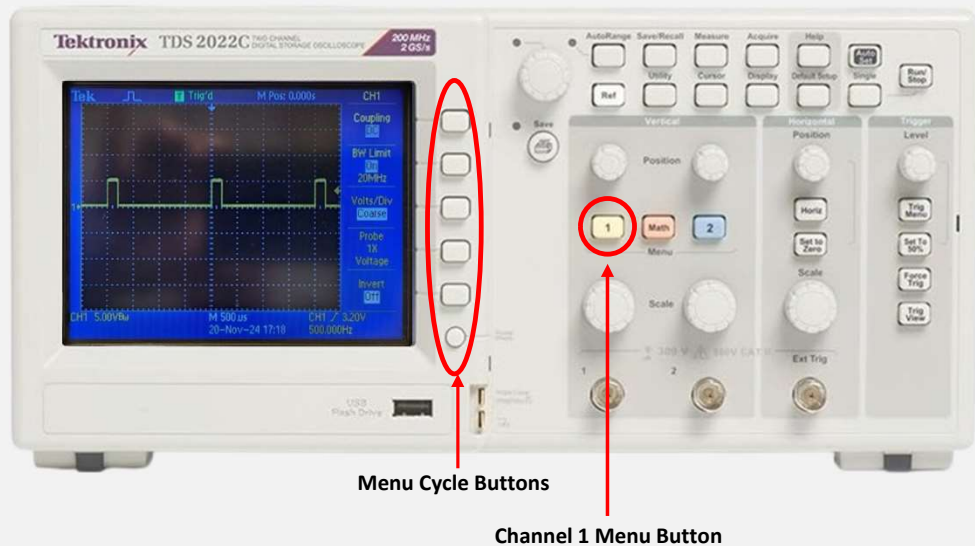 Tektronix TDS 2022C TWO CHANNEL DIGITAL STORAGE OSCILLOSCOPE 200 MHz 2 GS/s
Tek T Trig'd M Pos: 0.000s CH1
Coupling
DC
BW Limit
On
20MHz
Volts/Div
Coarse
Probe
1X
Voltage
Invert
Off
1+
CH1 5.00VBW M 500us CH1 3.20V
20-Nov-24 17:18 500.000Hz
USB
Flash Drive
AutoRange Save/Recall Measure Acquire Help
Auto Set
Utility Cursor Display Default Setup Single
Run/Stop
Ref
Save
Vertical Horizontal Trigger
Position Level
Position
1 Math 2
Menu
Horiz
Trig Menu
Set to Zero
Set To 50%
Scale
Scale
Force Trig
Trig View
300 V CAT II
Ext Trig
1 2
Menu Cycle Buttons
Channel 1 Menu Button